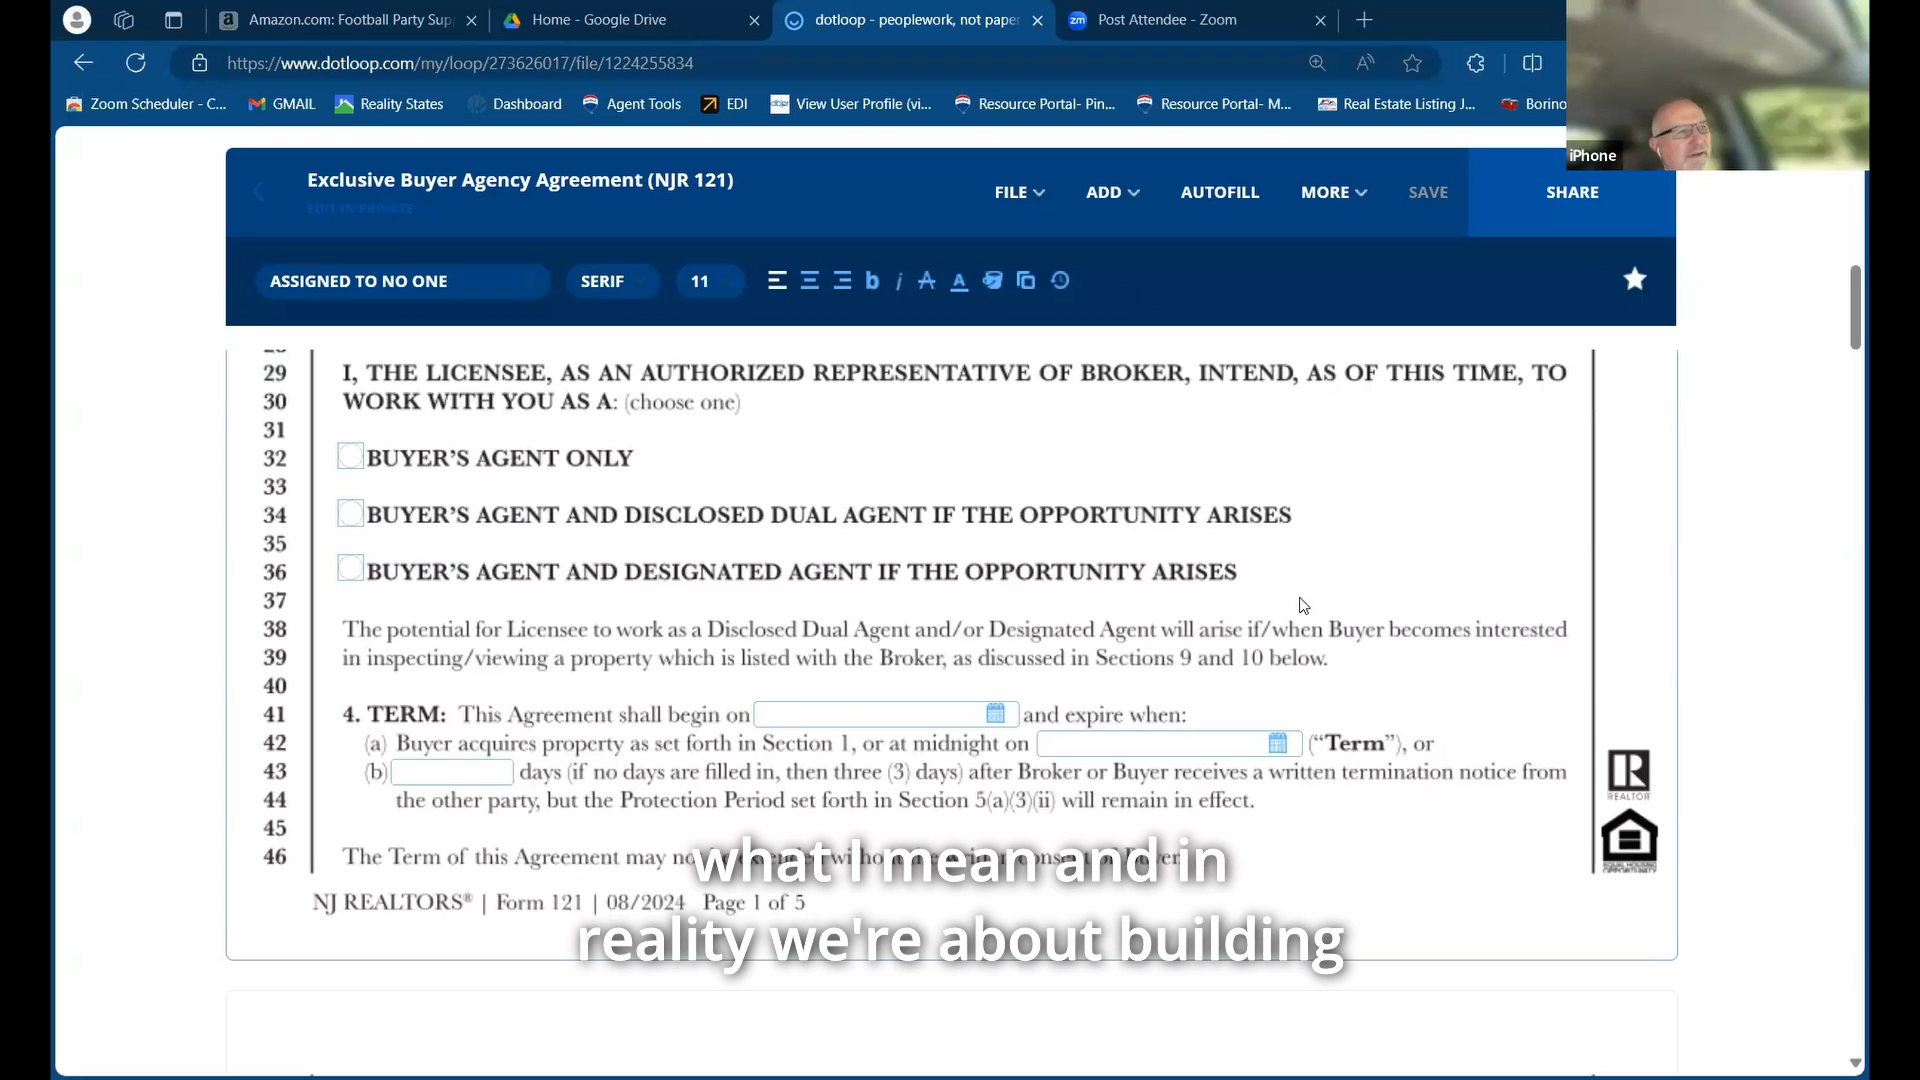 Amazon.com: Football Party Sup
Home - Google Drive
dotloop - peoplework, not pape
zm Post Attendee - Zoom
https://www.dotloop.com/my/loop/273626017/file/1224255834
Zoom Scheduler - C...
GMAIL
Reality States
Dashboard
Agent Tools
EDI
View User Profile (vi...
Resource Portal- Pin...
Resource Portal- M...
Real Estate Listing J...
Borino
iPhone
Exclusive Buyer Agency Agreement (NJR 121)
EDIT IN PRIVATE
FILE
ADD
AUTOFILL
MORE
SAVE
SHARE
ASSIGNED TO NO ONE
SERIF
11
29 I, THE LICENSEE, AS AN AUTHORIZED REPRESENTATIVE OF BROKER, INTEND, AS OF THIS TIME, TO
30 WORK WITH YOU AS A: (choose one)
31
32 BUYER'S AGENT ONLY
33
34 BUYER'S AGENT AND DISCLOSED DUAL AGENT IF THE OPPORTUNITY ARISES
35
36 BUYER'S AGENT AND DESIGNATED AGENT IF THE OPPORTUNITY ARISES
37
38 The potential for Licensee to work as a Disclosed Dual Agent and/or Designated Agent will arise if/when Buyer becomes interested
39 in inspecting/viewing a property which is listed with the Broker, as discussed in Sections 9 and 10 below.
40
41 4. TERM: This Agreement shall begin on and expire when:
42 (a) Buyer acquires property as set forth in Section 1, or at midnight on ("Term"), or
43 (b) days (if no days are filled in, then three (3) days) after Broker or Buyer receives a written termination notice from
44 the other party, but the Protection Period set forth in Section 5(a)(3)(ii) will remain in effect.
45
46 The Term of this Agreement may
NJ REALTORS® | Form 121 | 08/2024 Page 1 of 5
REALTOR
what I mean and in
reality we're about building